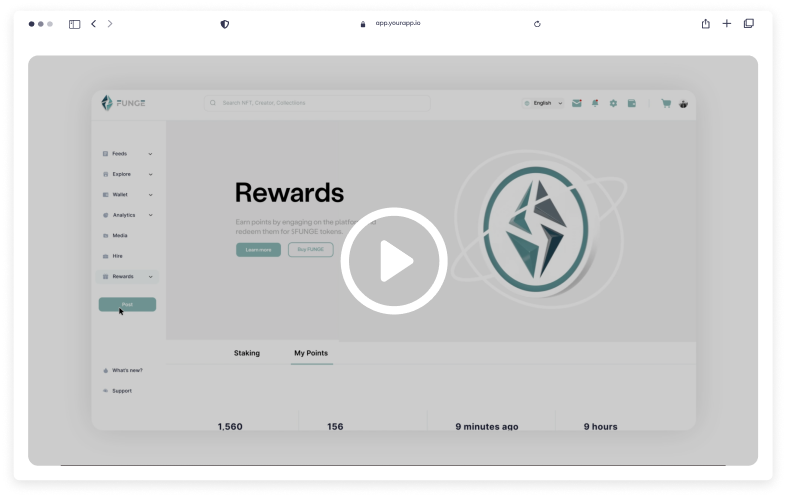 app.yourapp.io
FUNGE
Search NFT, Creator, Collections
English
Feeds
Explore
Wallet
Analytics
Media
Hire
Rewards
Post
What's new?
Support
Rewards
Earn points by engaging on the platform and
redeem them for $FUNGE tokens.
Learn more
Buy FUNGE
Staking
My Points
1,560
156
9 minutes ago
9 hours